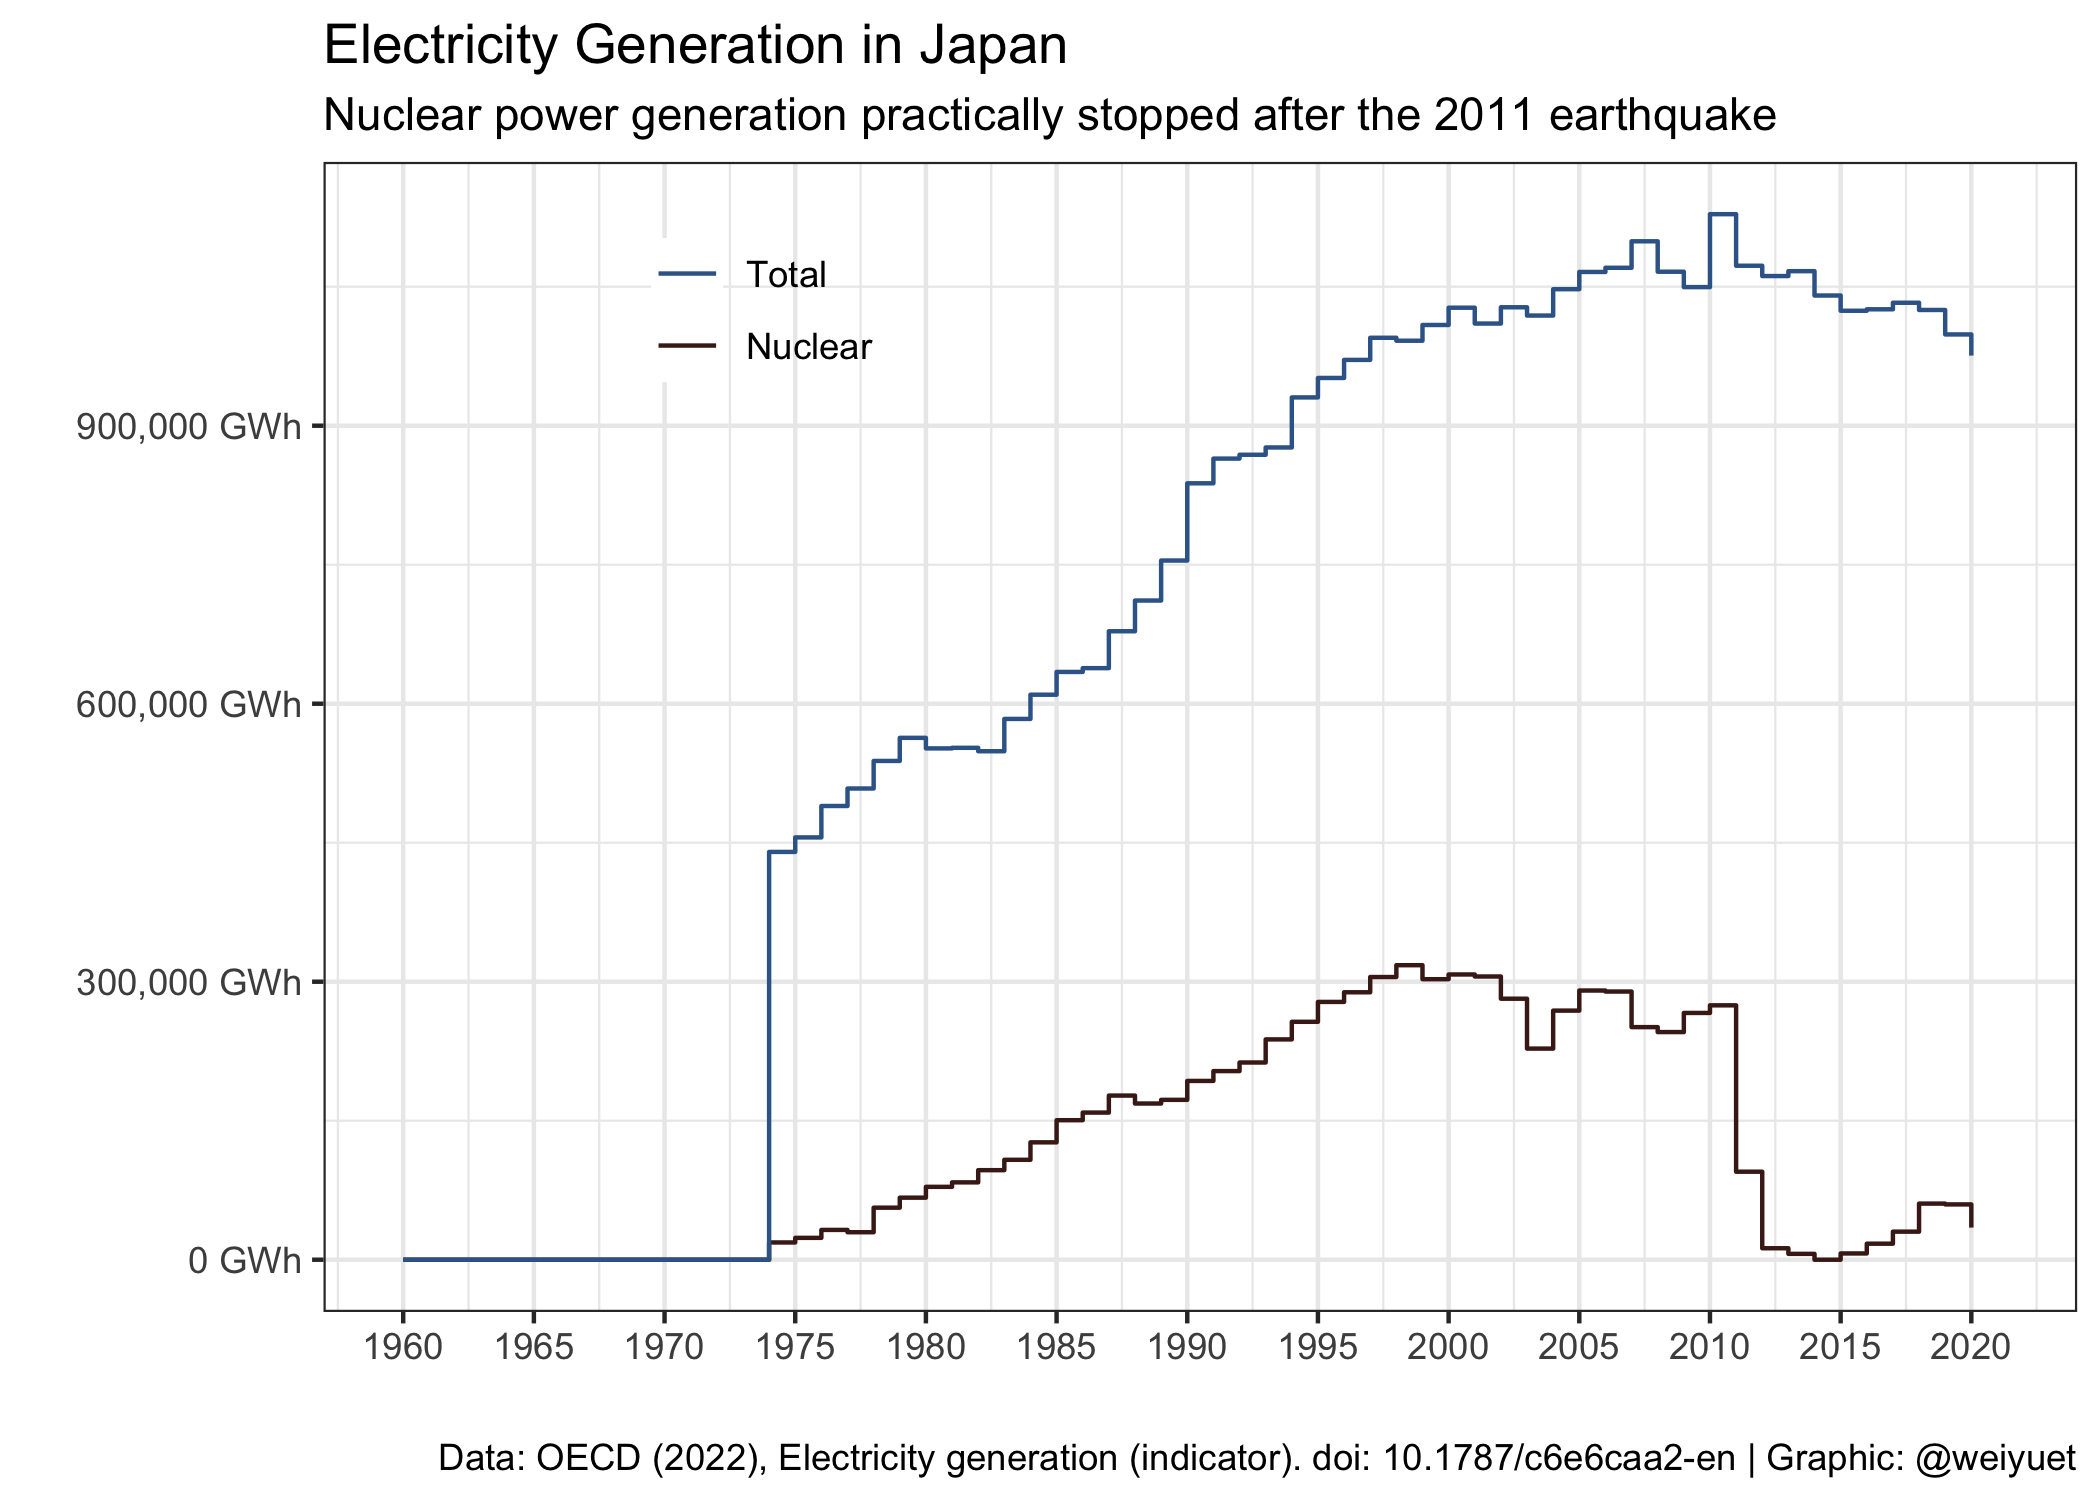 Electricity Generation in Japan
Nuclear power generation practically stopped after the 2011 earthquake
Total
Nuclear
900,000 GWh
600,000 GWh
300,000 GWh
0 GWh
1960 1965 1970 1975 1980 1985 1990 1995 2000 2005 2010 2015 2020
Data: OECD (2022), Electricity generation (indicator). doi: 10.1787/c6e6caa2-en | Graphic: @weiyuet